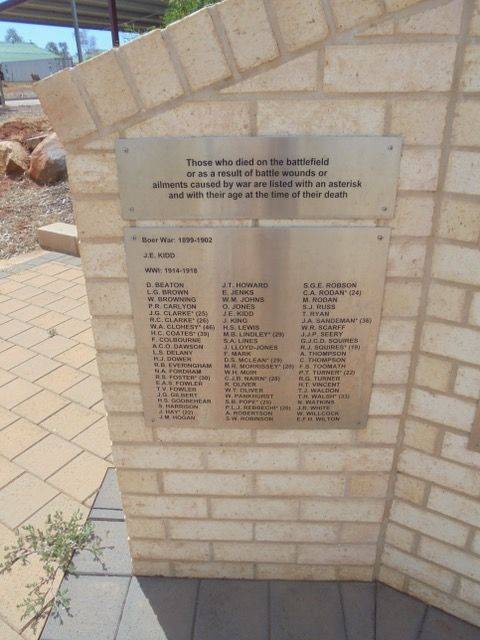 Those who died on the battlefield
or as a result of battle wounds or
ailments caused by war are listed with an asterisk
and with their age at the time of their death
Boer War: 1899-1902
J.E. KIDD
WWI: 1914-1918
D. BEATON
L.G. BROWN
W. BROWNING
P.R. CARLYON
J.G. CLARKE* (25)
R.C. CLARKE* (26)
W.A. CLOHESY* (46)
H.C. COATES* (39)
F. COLBOURNE
A.C.O. DAWSON
L.S. DELANY
H.J. DOWER
R.B. EVERINGHAM
A.N. FORDHAM
R.S. FOSTER* (30)
E.A.S. FOWLER
T.V. FOWLER
J.G. GILBERT
H.S. GODBEHEAR
S. HARRISON
J. HAY* (22)
J.M. HOGAN
J.T. HOWARD
E. JENKS
W.M. JOHNS
O. JONES
J.E. KIDD
J. KING
H.S. LEWIS
M.B. LINDLEY* (29)
S.A. LINES
J. LLOYD-JONES
F. MARK
D.S. McLEAN* (29)
M.R. MORRISSEY* (28)
W.H. MUIR
C.J.B. NAIRN* (28)
R. OLIVER
W.T. OLIVER
W. PANKHURST
S.B. POPE* (25)
P.L.J. REBBECHI* (20)
A. ROBERTSON
S.W. ROBINSON
S.G.E. ROBSON
C.A. RODAN* (24)
M. RODAN
S.J. RUSS
T. RYAN
J.A. SANDEMAN* (36)
W.R. SCARFF
J.J.P. SEERY
G.J.C.D. SQUIRES
R.J. SQUIRES* (19)
A. THOMPSON
C. THOMPSON
F.S. TOOMATH
P.T. TURNER* (22)
R.G. TURNER
H.T. VINCENT
T.J. WALDON
T.H. WALSH* (33)
N. WATKINS
J.R. WHITE
W. WILLCOCK
E.F.H. WILTON